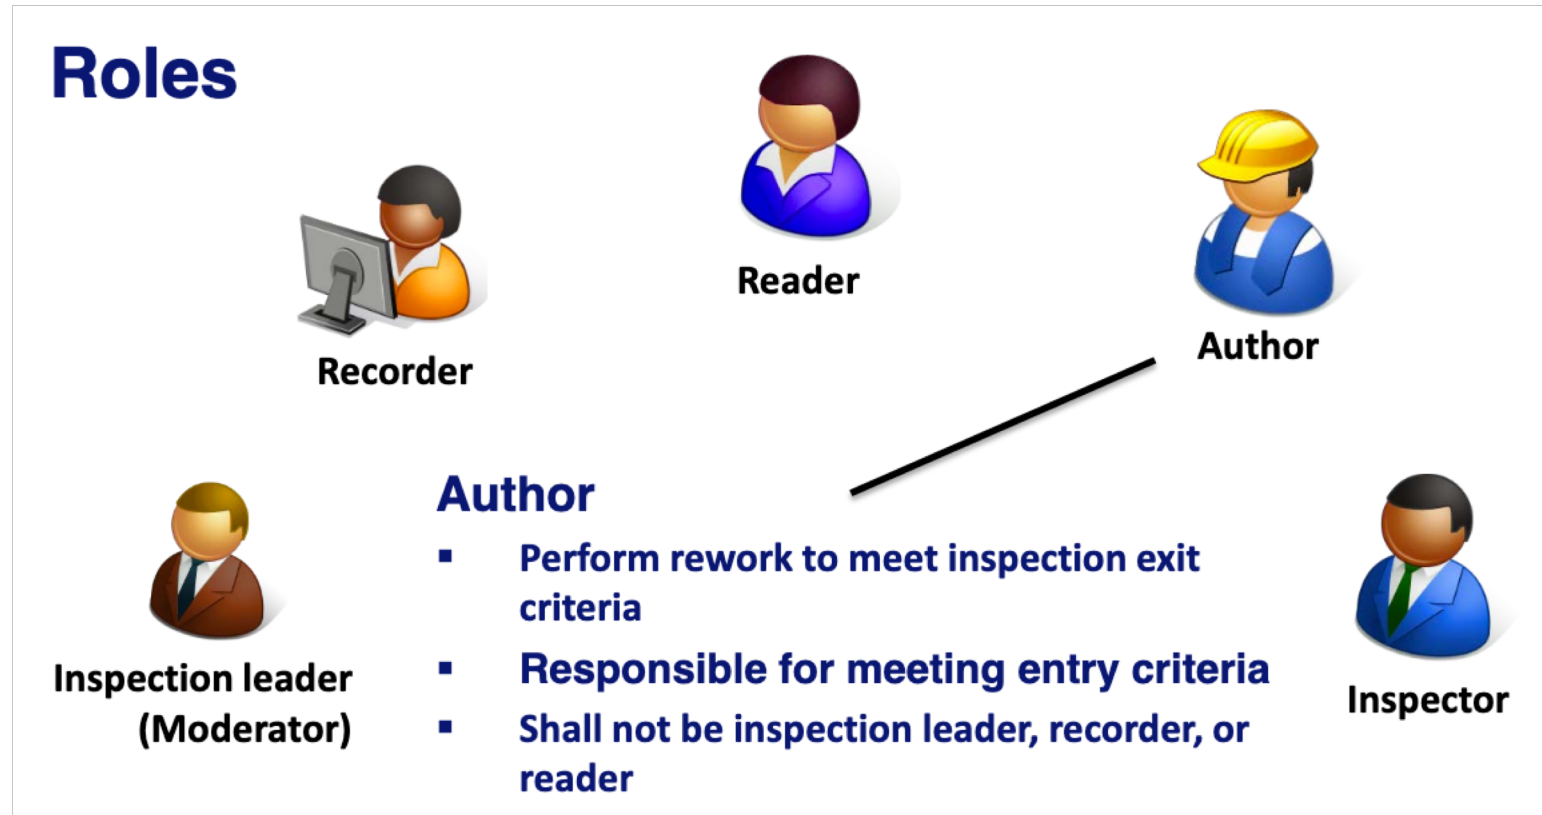 Roles
Reader
Author
Recorder
Author
▪ Perform rework to meet inspection exit
criteria
▪ Responsible for meeting entry criteria
▪ Shall not be inspection leader, recorder, or
reader
Inspection leader
(Moderator)
Inspector